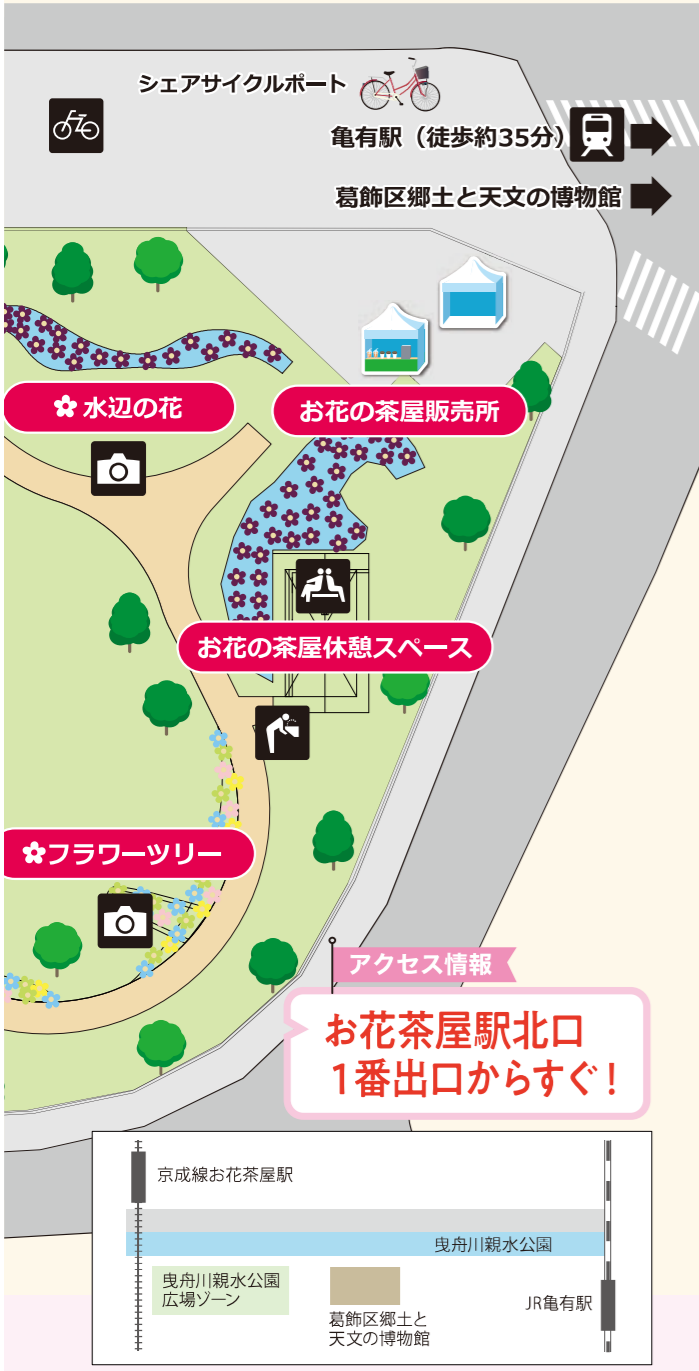 シェアサイクルポート
亀有駅（徒歩約35分）
葛飾区郷土と天文の博物館
水辺の花
お花の茶屋販売所
お花の茶屋休憩スペース
フラワーツリー
アクセス情報
お花茶屋駅北口
1番出口からすぐ！
京成線お花茶屋駅
曳舟川親水公園
曳舟川親水公園
広場ゾーン
葛飾区郷土と
天文の博物館
JR亀有駅